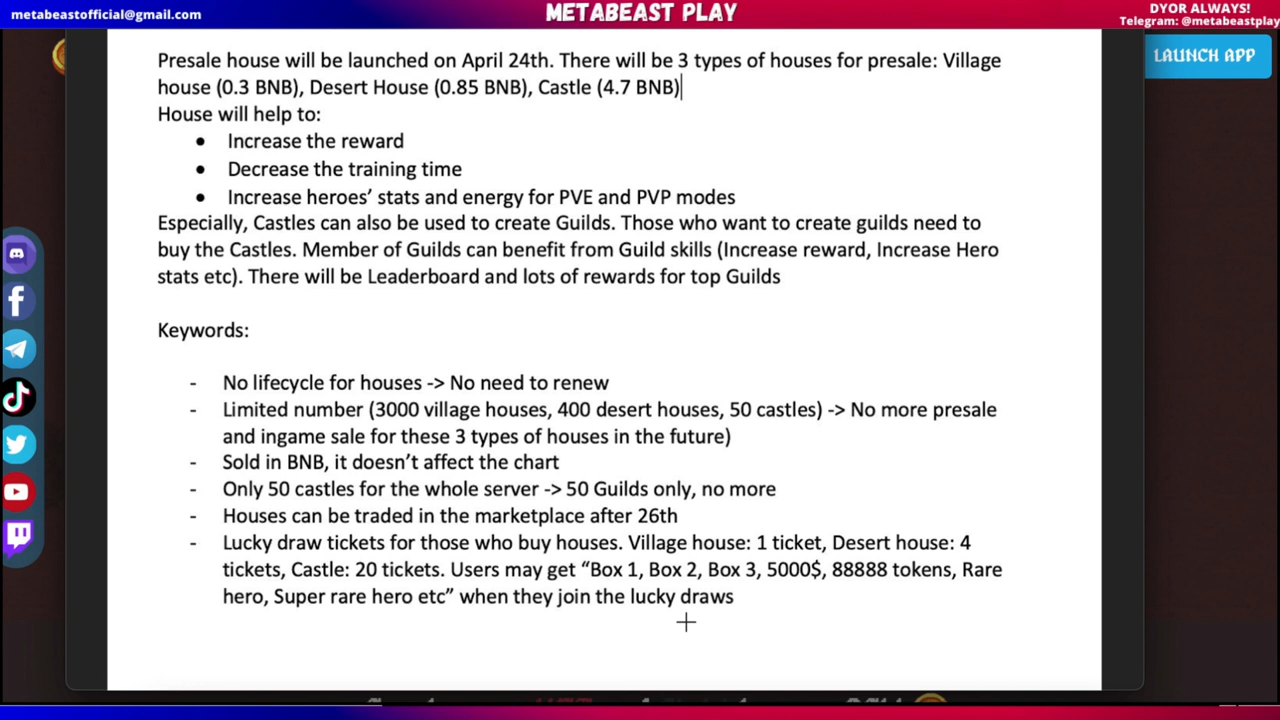 metabeastofficial@gmail.com
METABEAST PLAY
DYOR ALWAYS!
Telegram: @metabeastplay
LAUNCH APP
Presale house will be launched on April 24th. There will be 3 types of houses for presale: Village
house (0.3 BNB), Desert House (0.85 BNB), Castle (4.7 BNB)
House will help to:
• Increase the reward
• Decrease the training time
• Increase heroes’ stats and energy for PVE and PVP modes
Especially, Castles can also be used to create Guilds. Those who want to create guilds need to
buy the Castles. Member of Guilds can benefit from Guild skills (Increase reward, Increase Hero
stats etc). There will be Leaderboard and lots of rewards for top Guilds
Keywords:
- No lifecycle for houses -> No need to renew
- Limited number (3000 village houses, 400 desert houses, 50 castles) -> No more presale
and ingame sale for these 3 types of houses in the future)
- Sold in BNB, it doesn’t affect the chart
- Only 50 castles for the whole server -> 50 Guilds only, no more
- Houses can be traded in the marketplace after 26th
- Lucky draw tickets for those who buy houses. Village house: 1 ticket, Desert house: 4
tickets, Castle: 20 tickets. Users may get “Box 1, Box 2, Box 3, 5000$, 88888 tokens, Rare
hero, Super rare hero etc” when they join the lucky draws